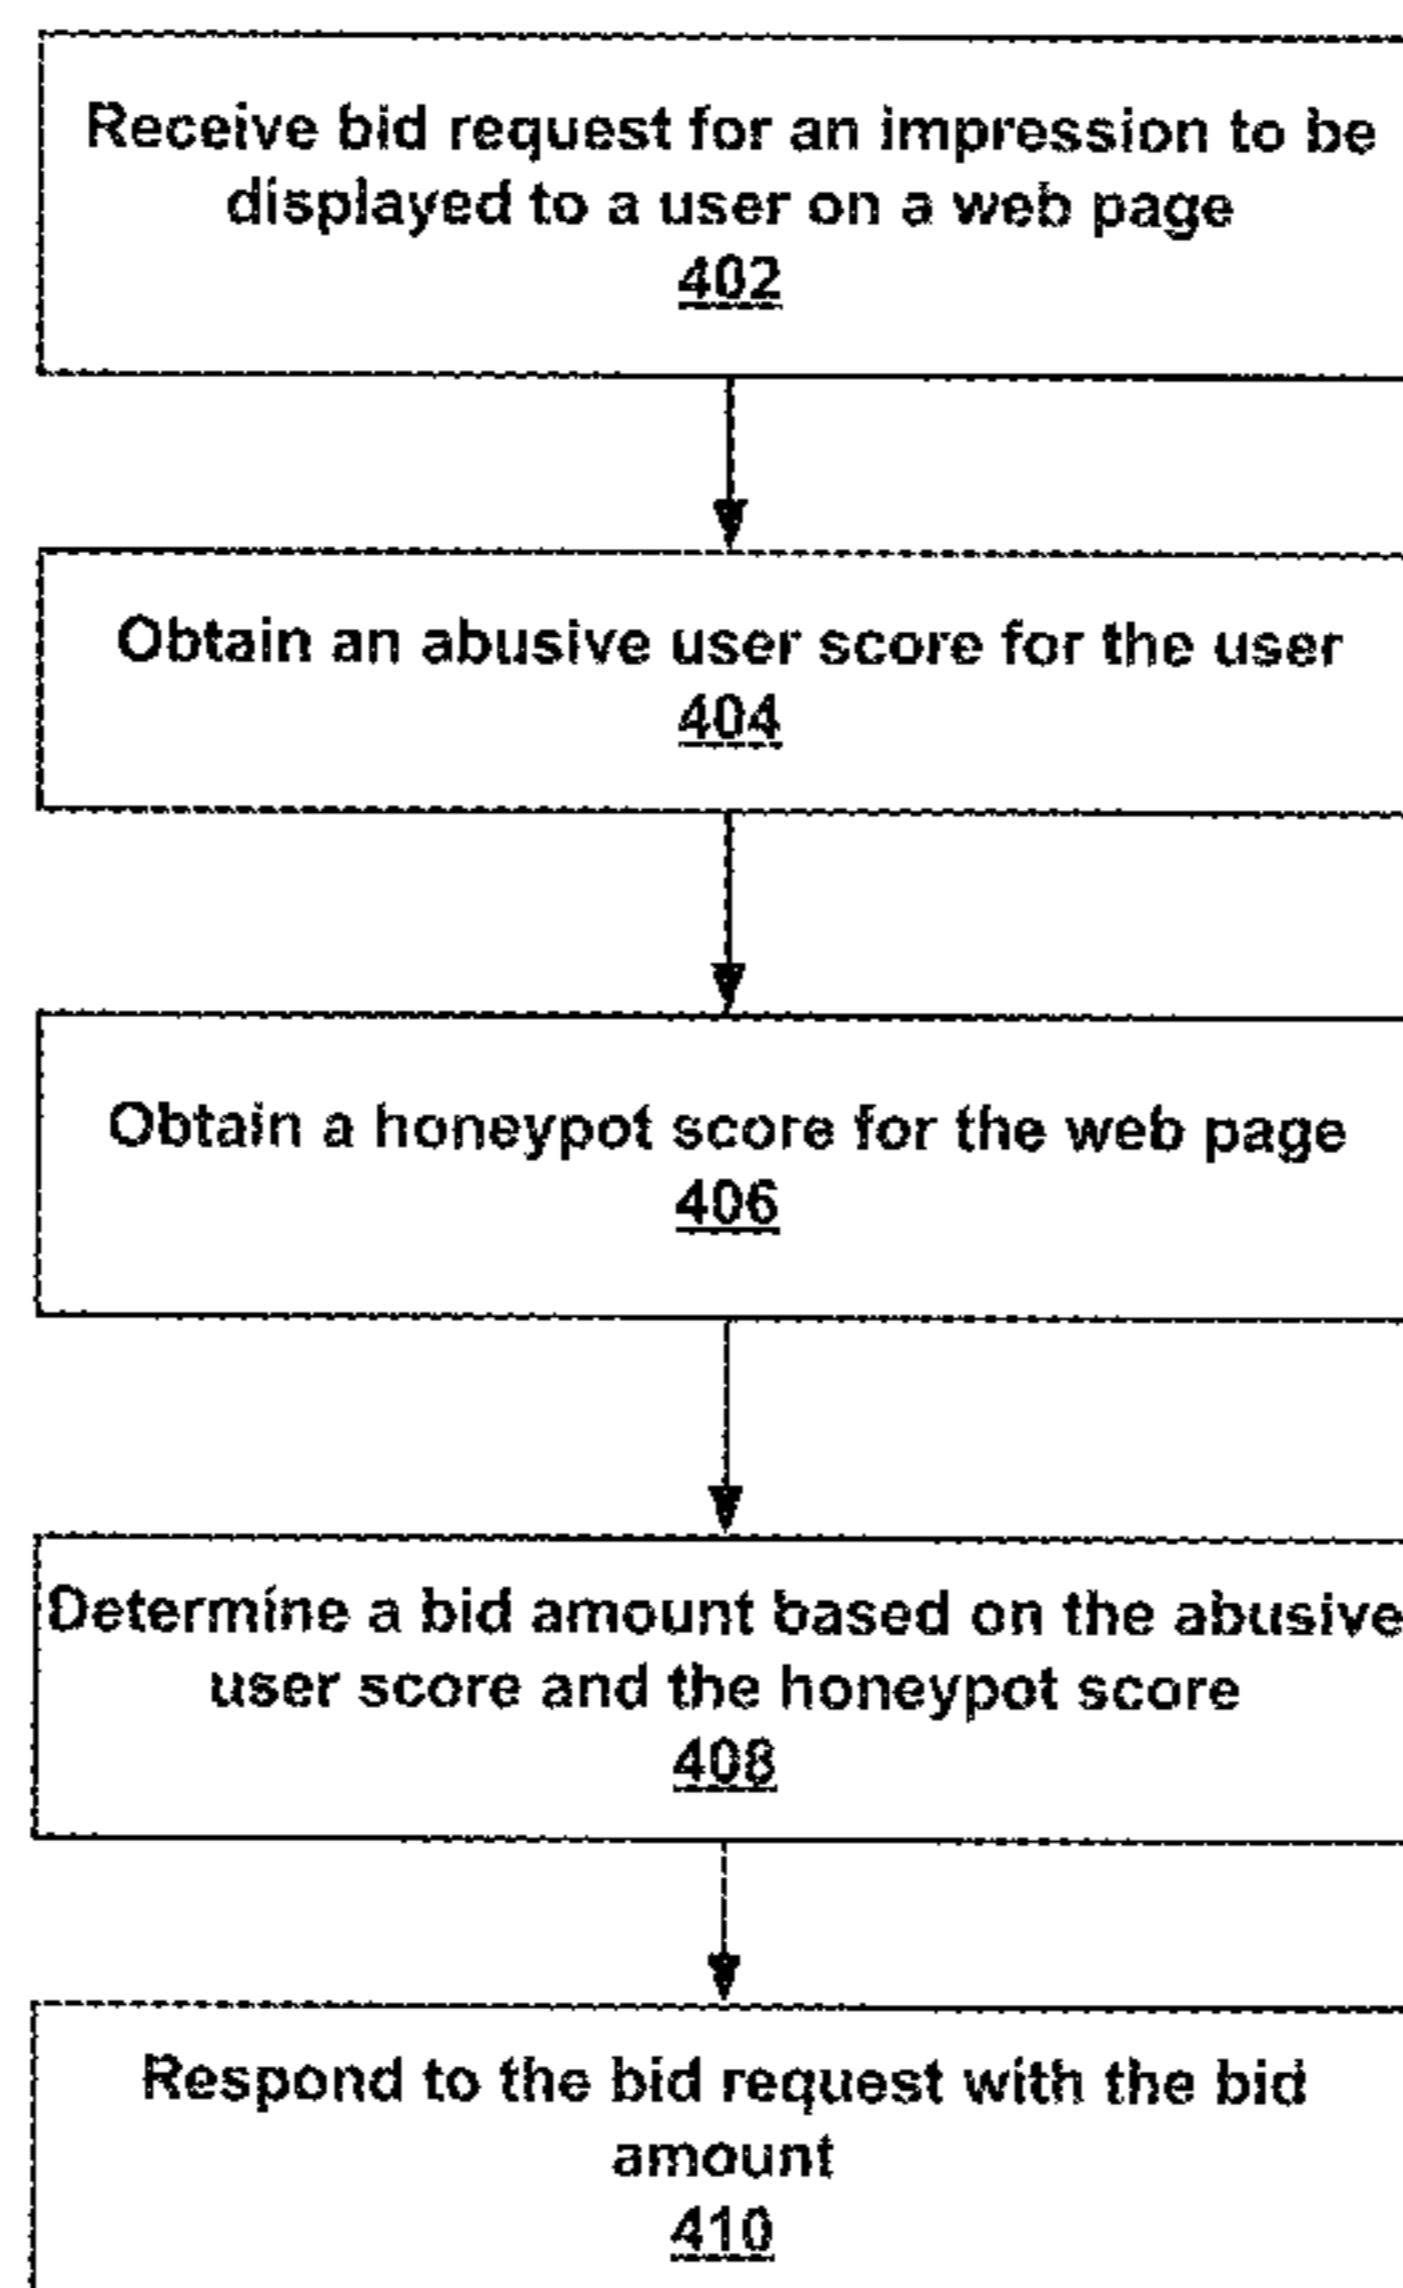 Receive bid request for an impression to be
displayed to a user on a web page
402
Obtain an abusive user score for the user
404
Obtain a honeypot score for the web page
406
Determine a bid amount based on the abusive
user score and the honeypot score
408
Respond to the bid request with the bid
amount
410